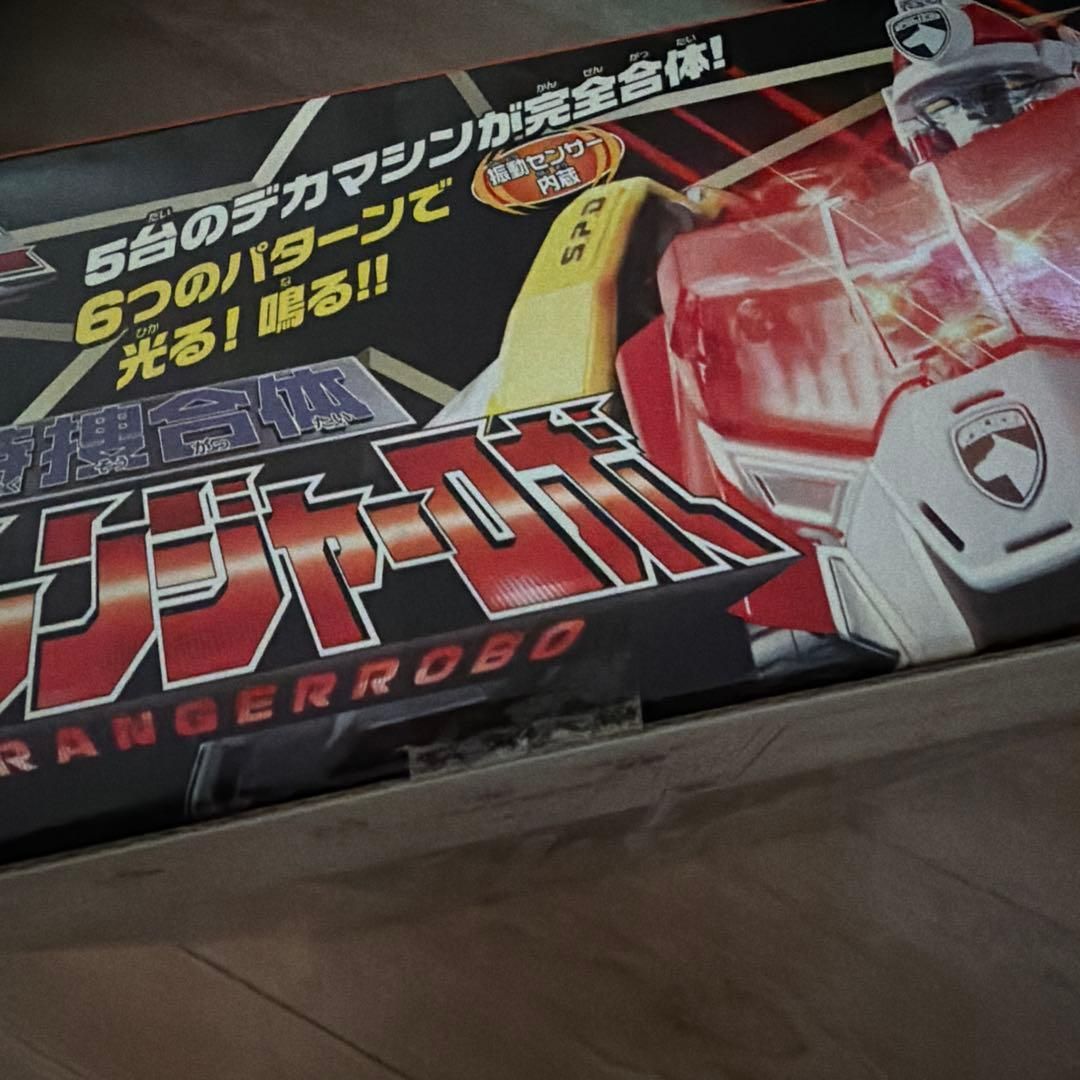 5台のデカマシンが完全合体!
6つのパターンで
光る! 鳴る!!
振動センサー
内蔵
SPD
特捜合体
レンジャーロボ
RANGERROBO